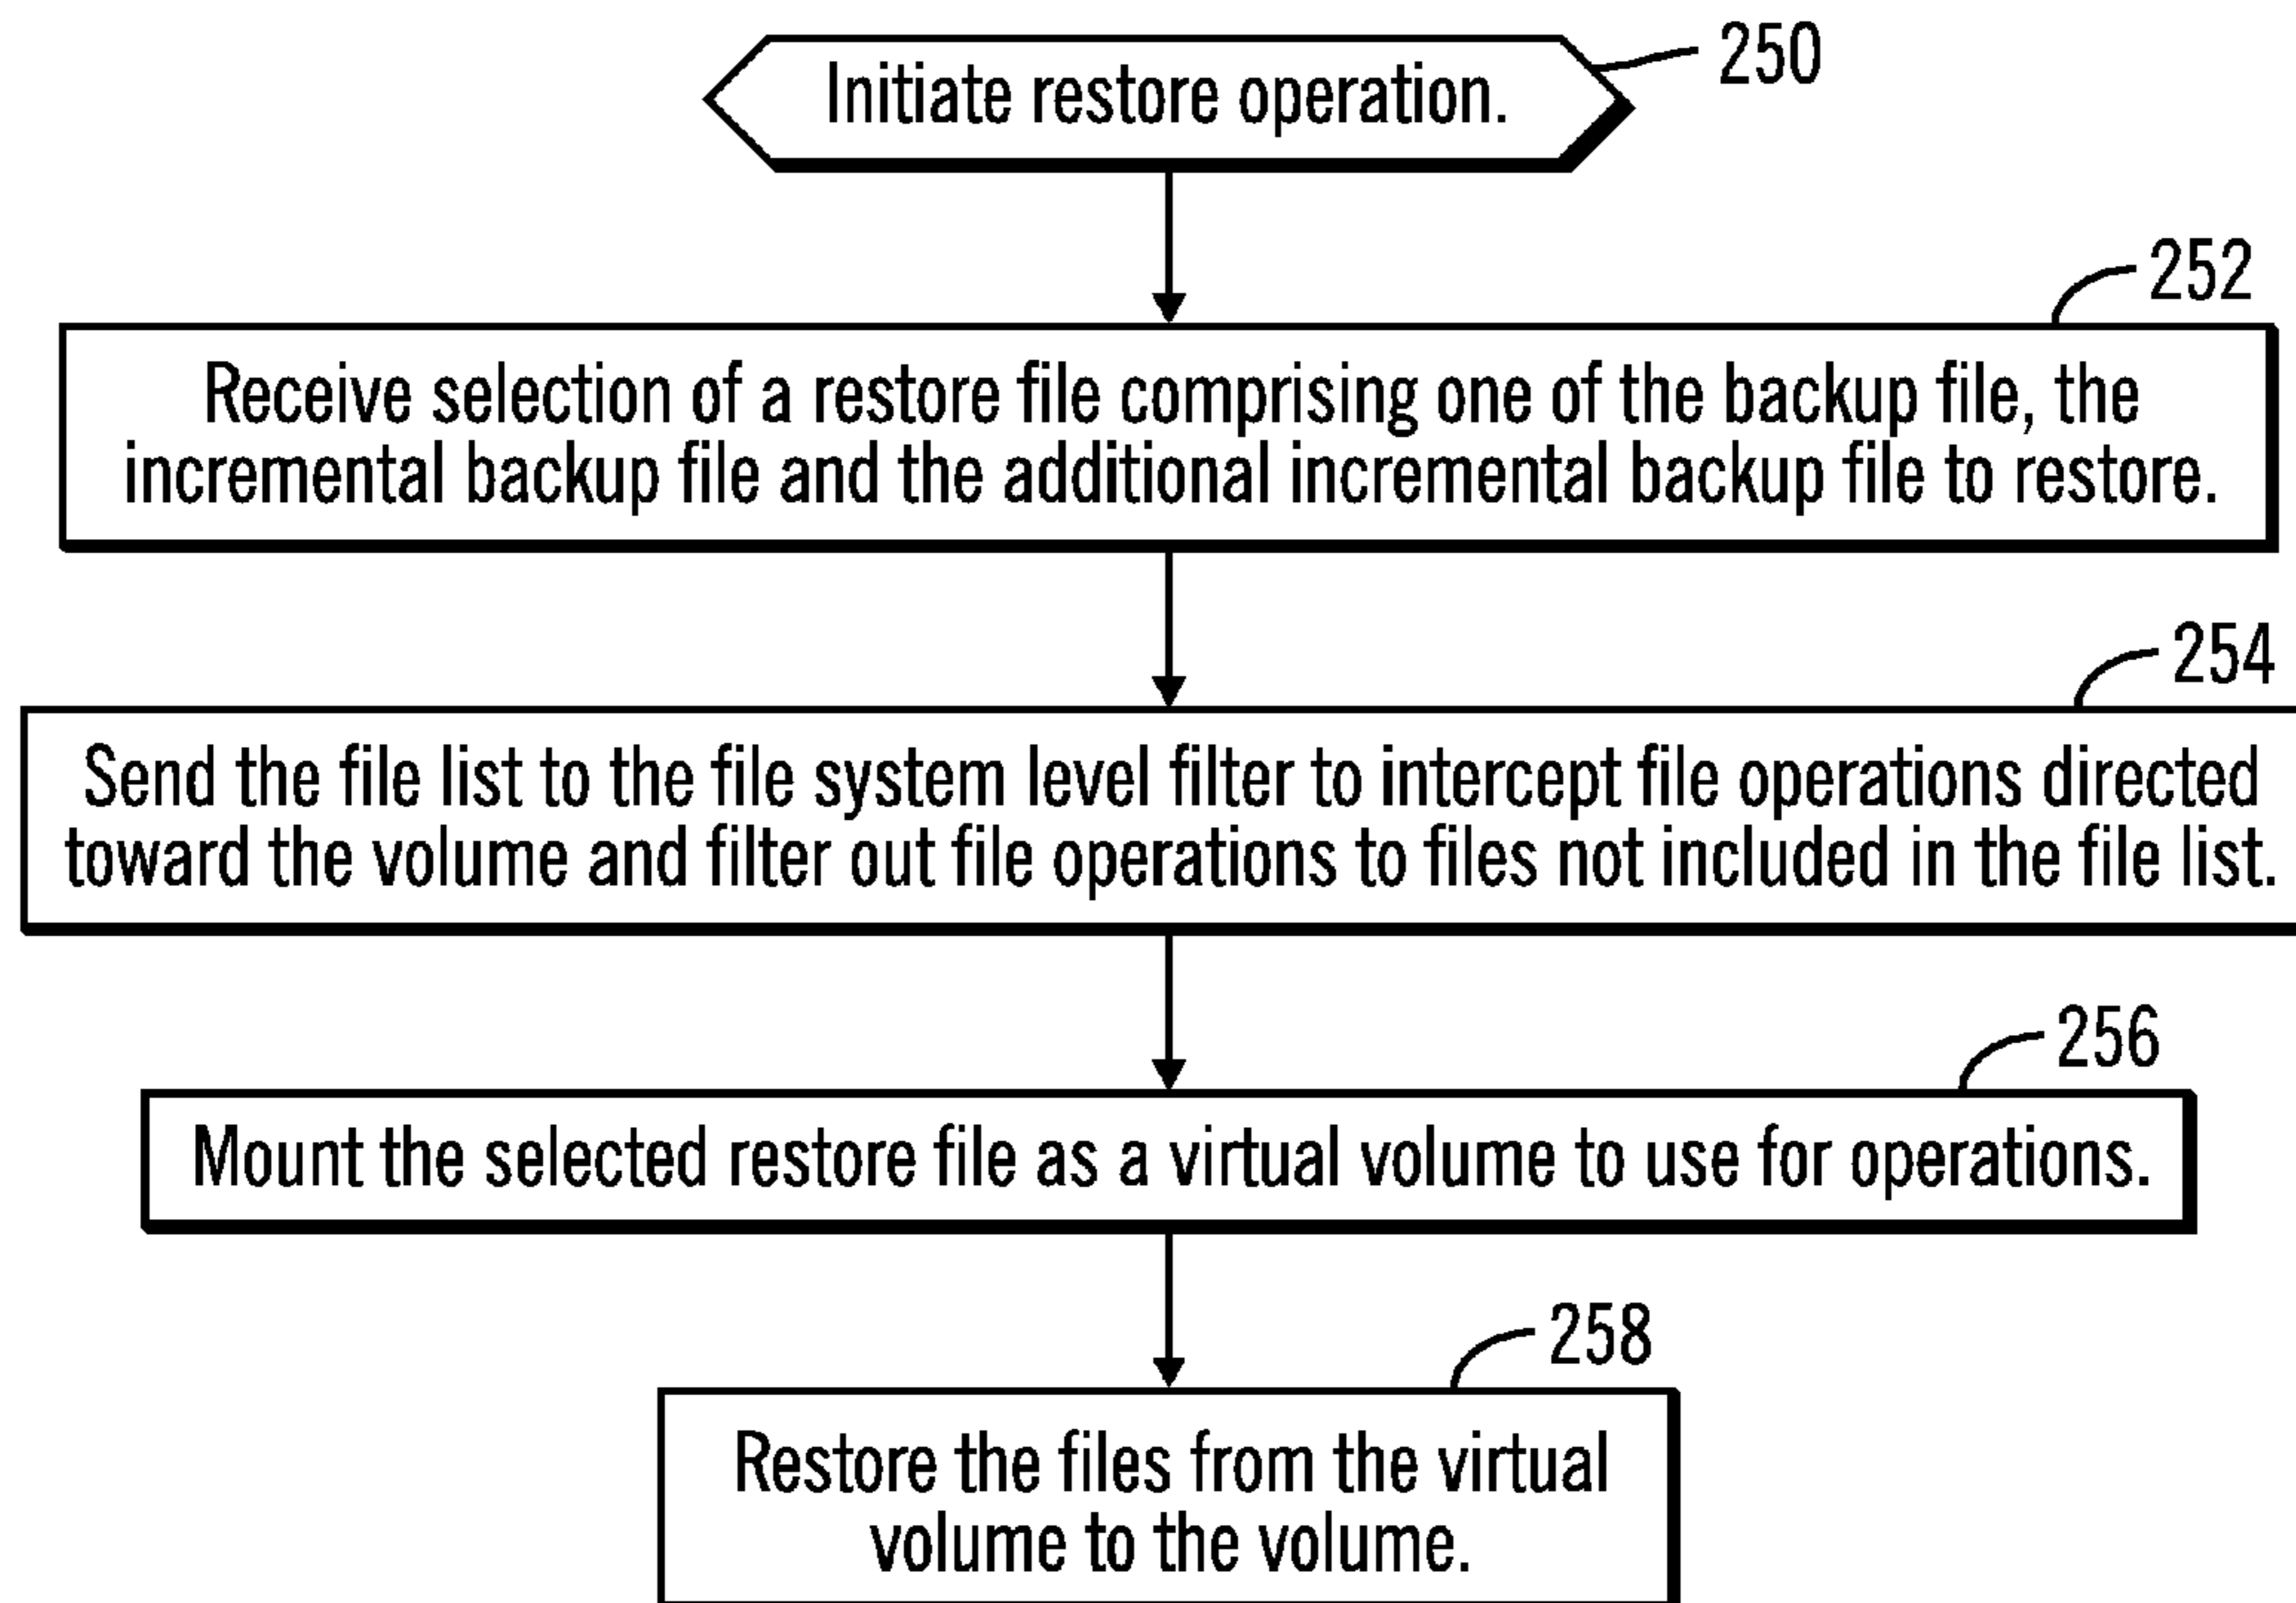 Initiate restore operation.
250
252
Receive selection of a restore file comprising one of the backup file, the
incremental backup file and the additional incremental backup file to restore.
254
Send the file list to the file system level filter to intercept file operations directed
toward the volume and filter out file operations to files not included in the file list.
256
Mount the selected restore file as a virtual volume to use for operations.
258
Restore the files from the virtual
volume to the volume.